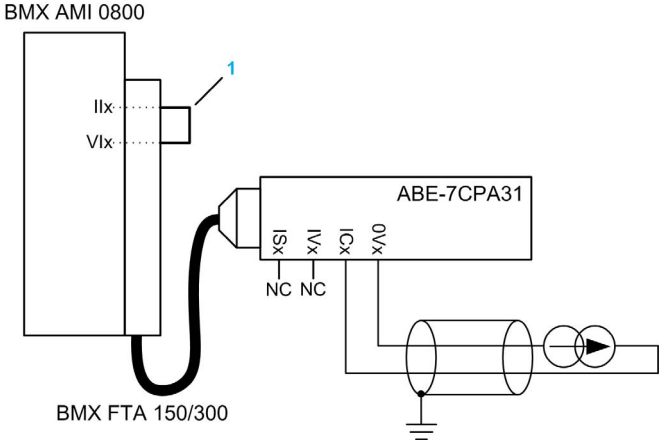 BMX AMI 0800
1
IIx
VIx
ABE-7CPA31
ISx
IVx
ICx
0Vx
NC
NC
BMX FTA 150/300